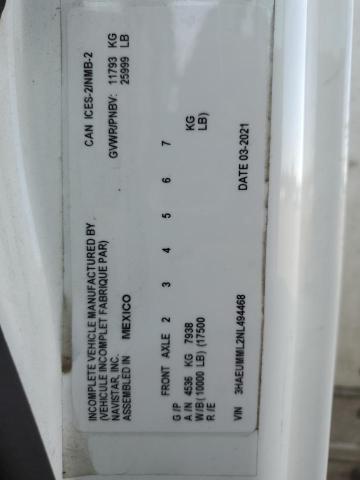 INCOMPLETE VEHICLE MANUFACTURED BY
(VEHICULE INCOMPLET FABRIQUE PAR)
NAVISTAR, INC.
ASSEMBLED IN MEXICO
CAN ICES-2/NMB-2
GVWR/PNBV: 11793 KG
25999 LB
FRONT AXLE 2 3 4 5 6 7
G /P
A /N 4536 KG 7938 KG
W/B (10000 LB) (17500 LB)
R /E
VIN 3HAEUMML2NL494468 DATE 03-2021